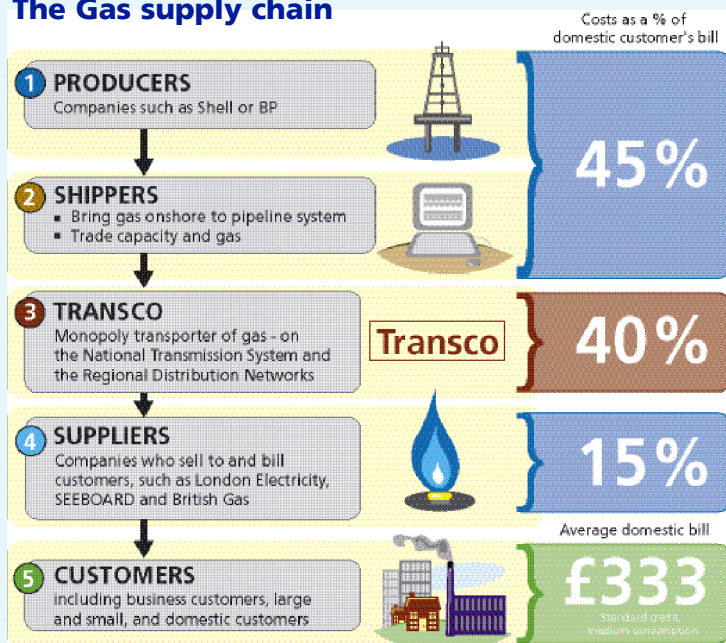 The Gas supply chain
Costs as a % of
domestic customer's bill
1 PRODUCERS
Companies such as Shell or BP
45%
2 SHIPPERS
▪ Bring gas onshore to pipeline system
▪ Trade capacity and gas
3 TRANSCO
Monopoly transporter of gas - on
the National Transmission System and
the Regional Distribution Networks
Transco
40%
4 SUPPLIERS
Companies who sell to and bill
customers, such as London Electricity,
SEEBOARD and British Gas
15%
Average domestic bill
5 CUSTOMERS
including business customers, large
and small, and domestic customers
£333
Standard credit,
medium consumption